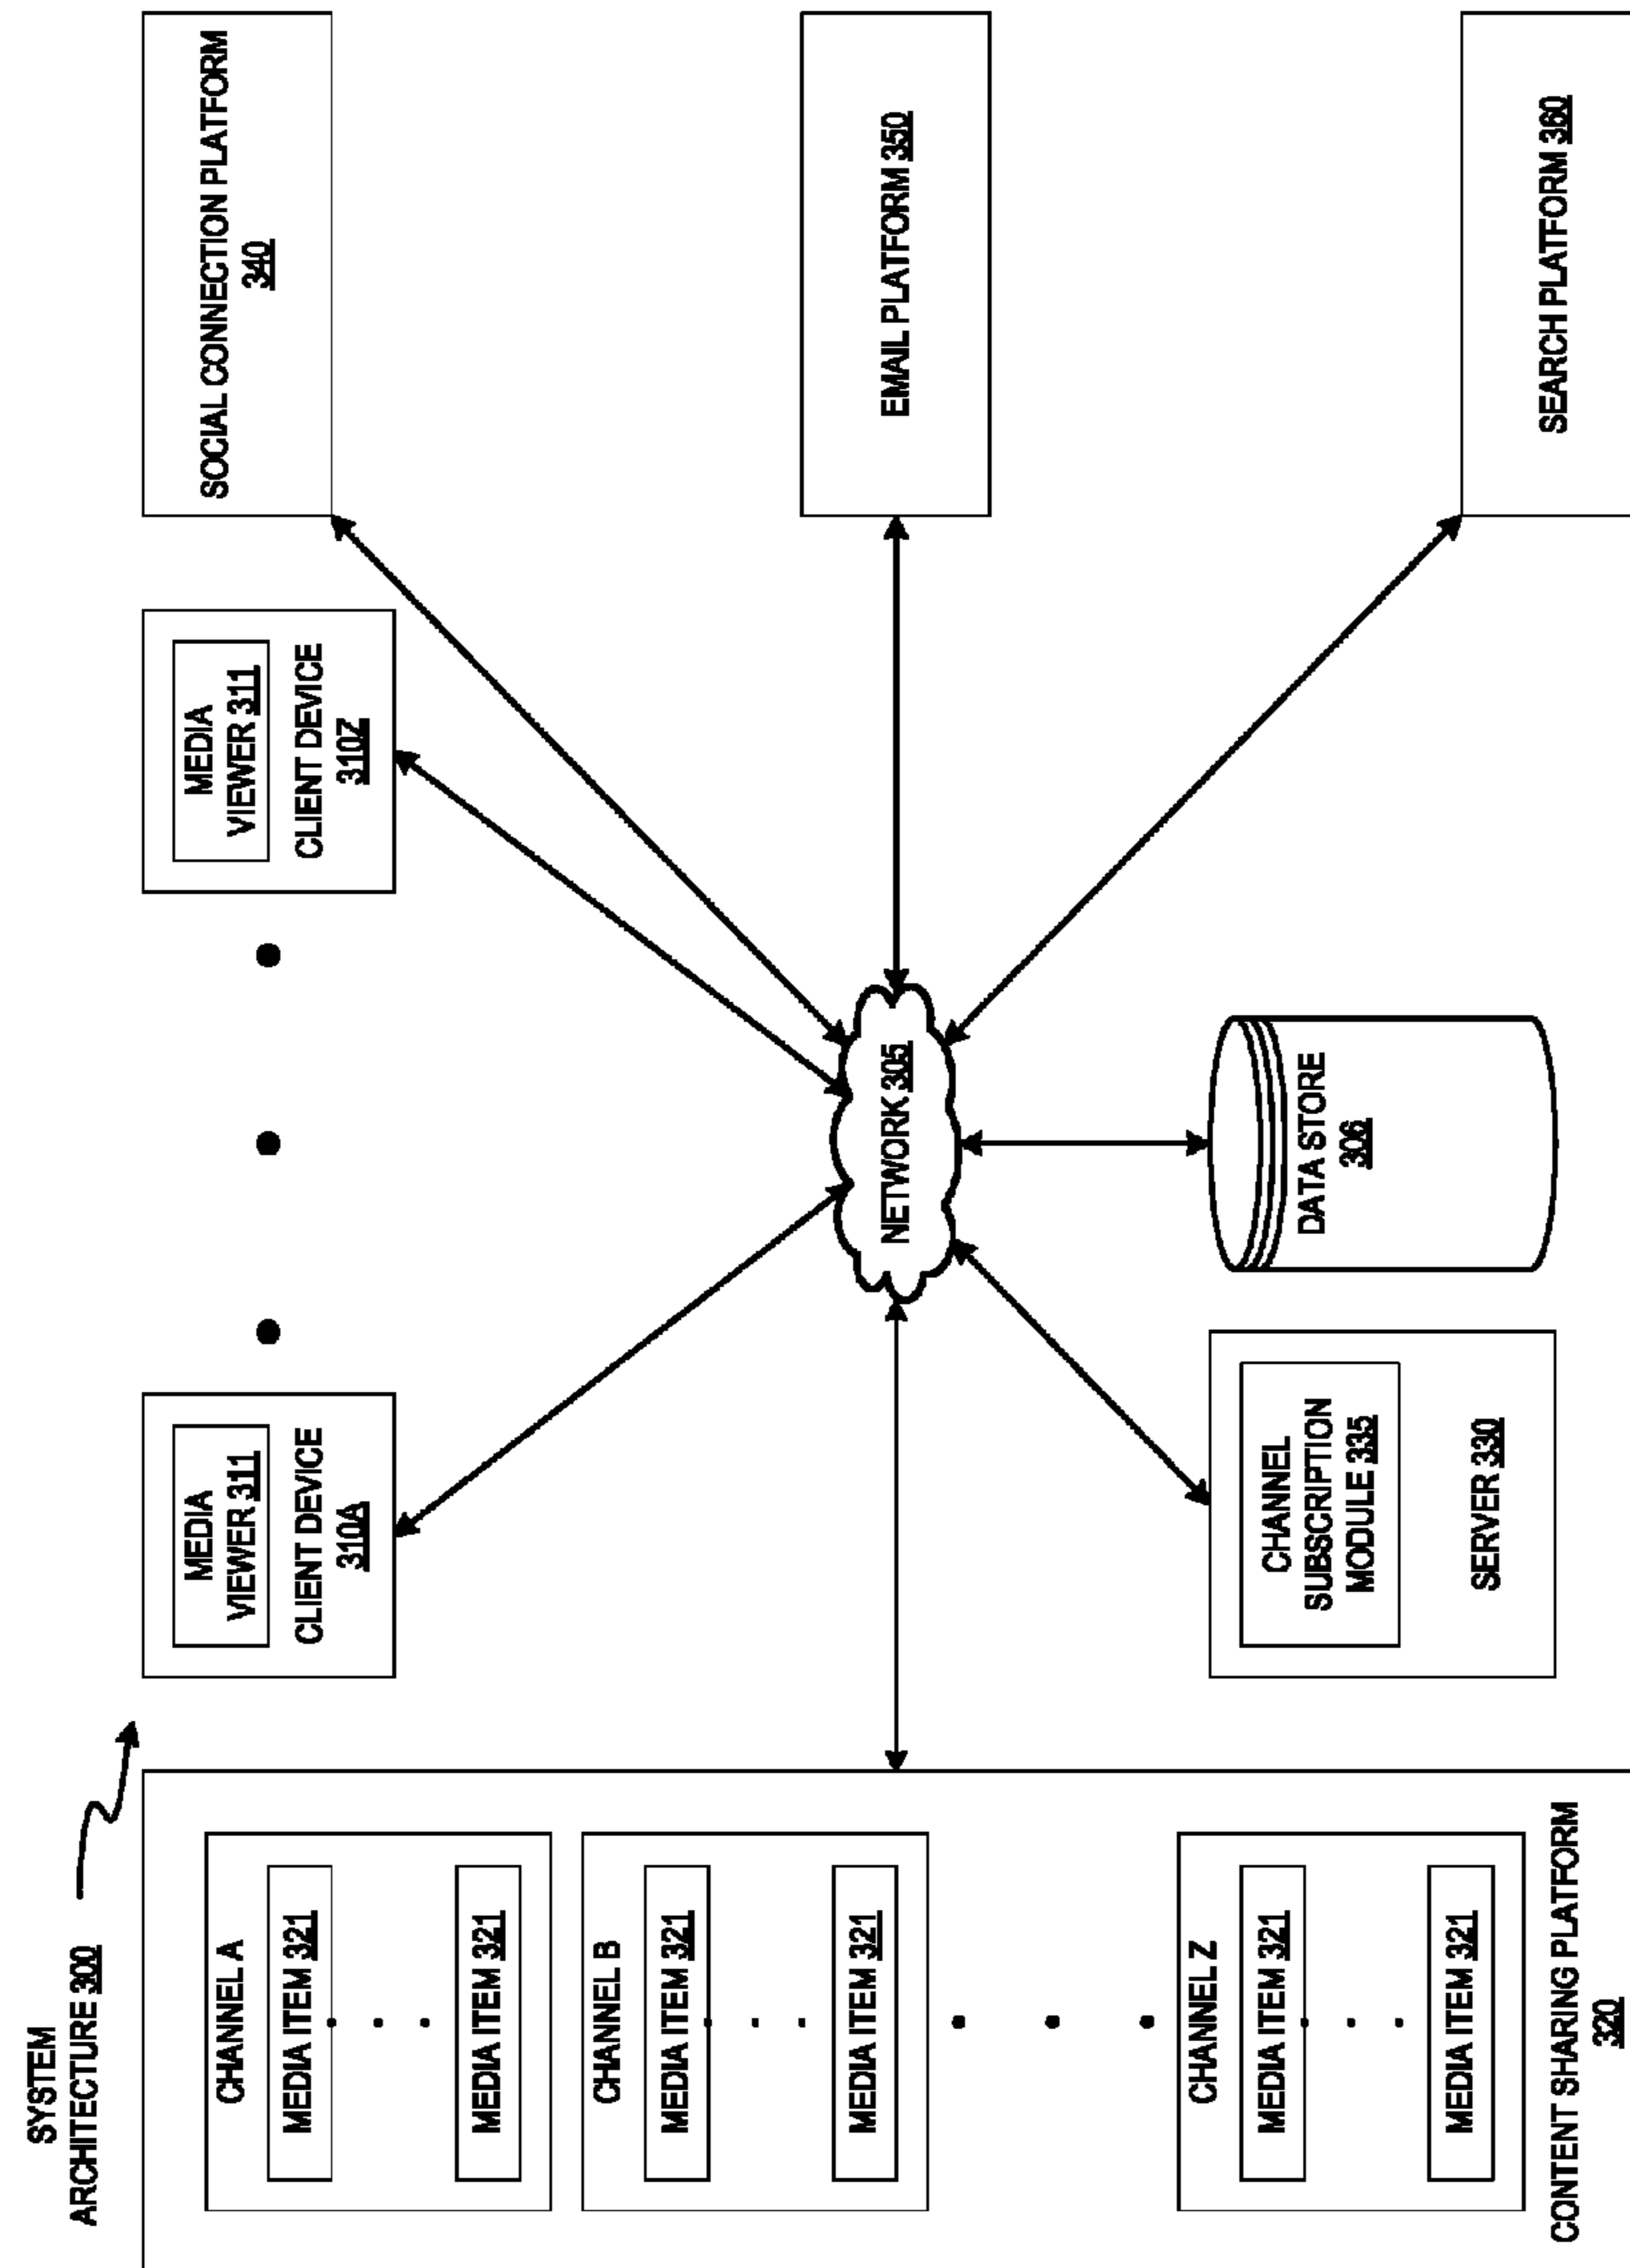 SYSTEM
ARCHITECTURE 300
CHANNEL A
MEDIA ITEM 321
MEDIA ITEM 321
CHANNEL B
MEDIA ITEM 321
MEDIA ITEM 321
CHANNEL Z
MEDIA ITEM 321
MEDIA ITEM 321
CONTENT SHARING PLATFORM
320
MEDIA
VIEWER 311
CLIENT DEVICE
310A
MEDIA
VIEWER 311
CLIENT DEVICE
310Z
NETWORK 305
CHANNEL
SUBSCRIPTION
MODULE 335
SERVER 330
DATA STORE
306
SOCIAL CONNECTION PLATFORM
340
EMAIL PLATFORM 350
SEARCH PLATFORM 360